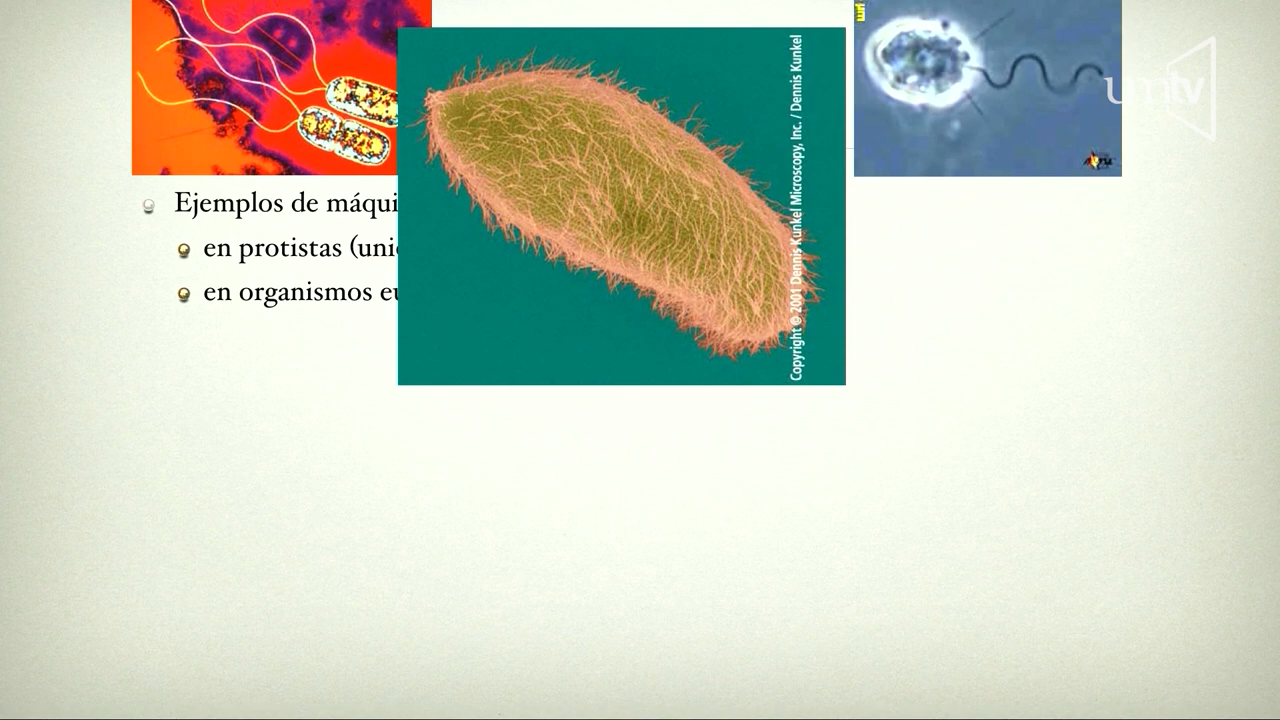 Ejemplos de máqui
en protistas (uni
en organismos eu
Copyright © 2001 Dennis Kunkel Microscopy, Inc. / Dennis Kunkel